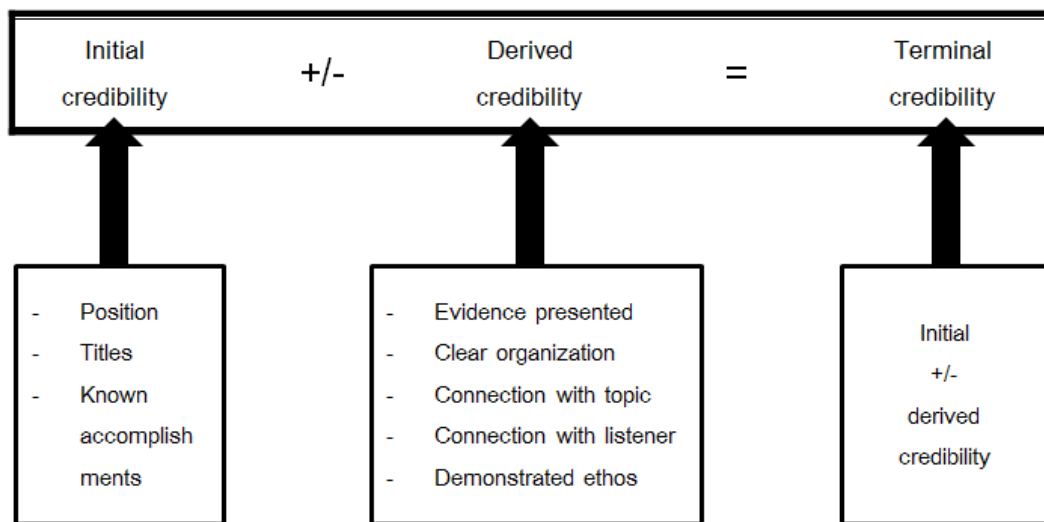 Initial
credibility
+/-
Derived
credibility
=
Terminal
credibility
- Position
- Titles
- Known
accomplish
ments
- Evidence presented
- Clear organization
- Connection with topic
- Connection with listener
- Demonstrated ethos
Initial
+/-
derived
credibility